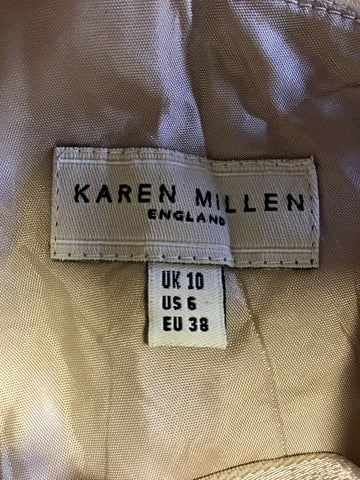 KAREN MILLEN
ENGLAND
UK 10
US 6
EU 38